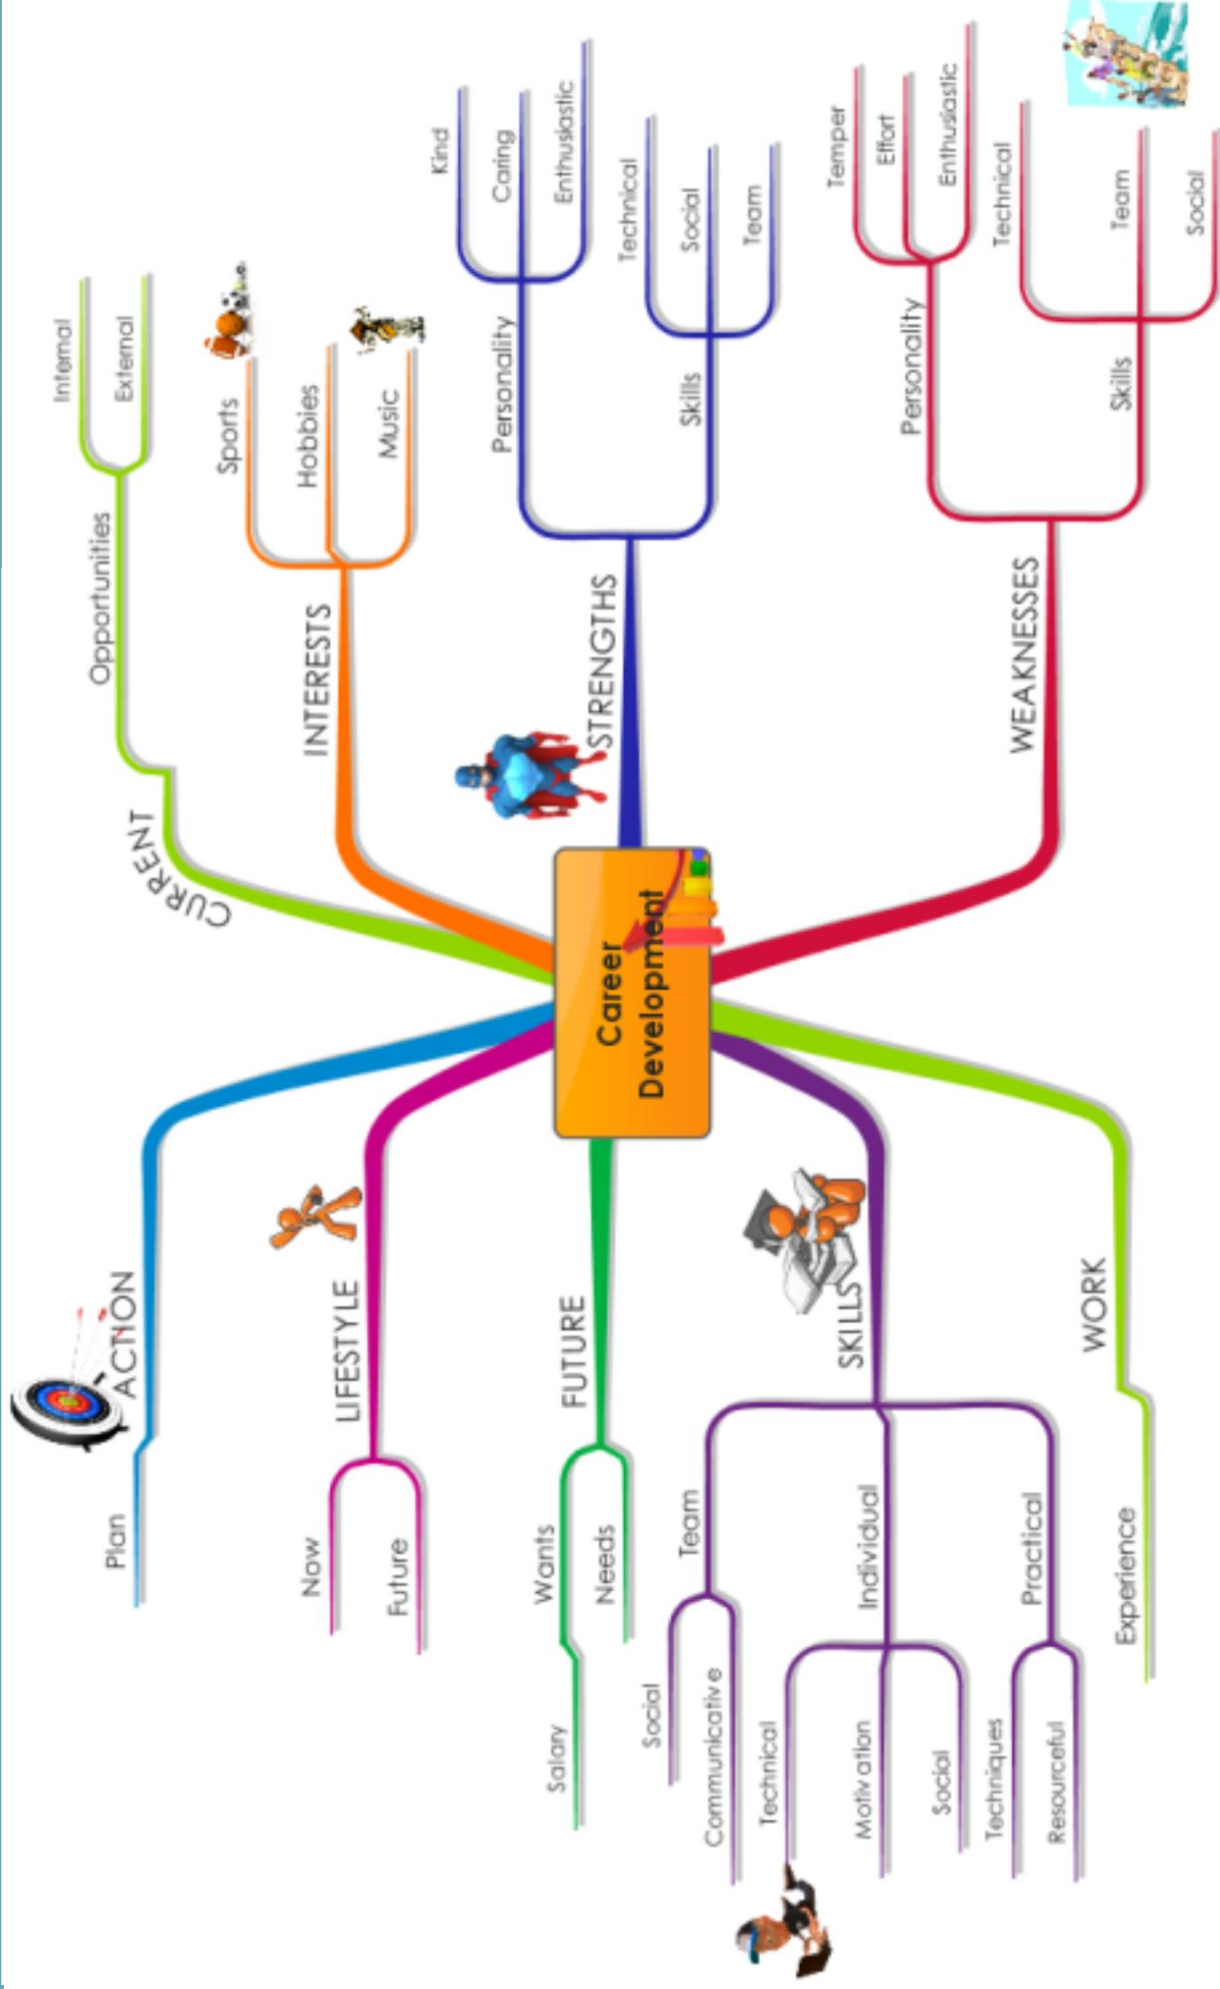 Career
Development
CURRENT
Opportunities
Internal
External
INTERESTS
Sports
Hobbies
Music
STRENGTHS
Personality
Kind
Caring
Enthusiastic
Skills
Technical
Social
Team
WEAKNESSES
Personality
Temper
Effort
Enthusiastic
Skills
Technical
Team
Social
ACTION
Plan
LIFESTYLE
Now
Future
FUTURE
Wants
Salary
Needs
SKILLS
Team
Social
Communicative
Individual
Technical
Motivation
Social
Practical
Techniques
Resourceful
WORK
Experience